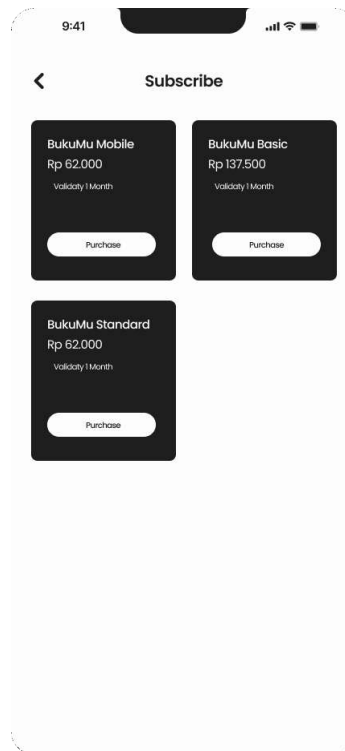 9:41
Subscribe
BukuMu Mobile
Rp 62.000
Validaty 1 Month
Purchase
BukuMu Basic
Rp 137.500
Validaty 1 Month
Purchase
BukuMu Standard
Rp 62.000
Validaty 1 Month
Purchase